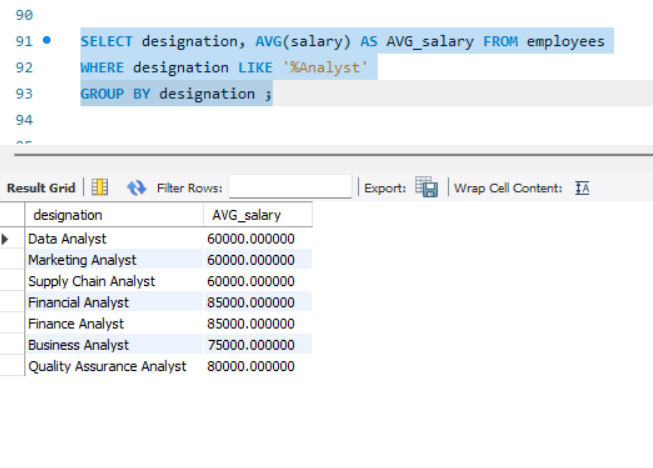 90
91 SELECT designation, AVG(salary) AS AVG_salary FROM employees
92 WHERE designation LIKE '%Analyst'
93 GROUP BY designation ;
94
Result Grid Filter Rows: Export: Wrap Cell Content:
designation AVG_salary
Data Analyst 60000.000000
Marketing Analyst 60000.000000
Supply Chain Analyst 60000.000000
Financial Analyst 85000.000000
Finance Analyst 85000.000000
Business Analyst 75000.000000
Quality Assurance Analyst 80000.000000